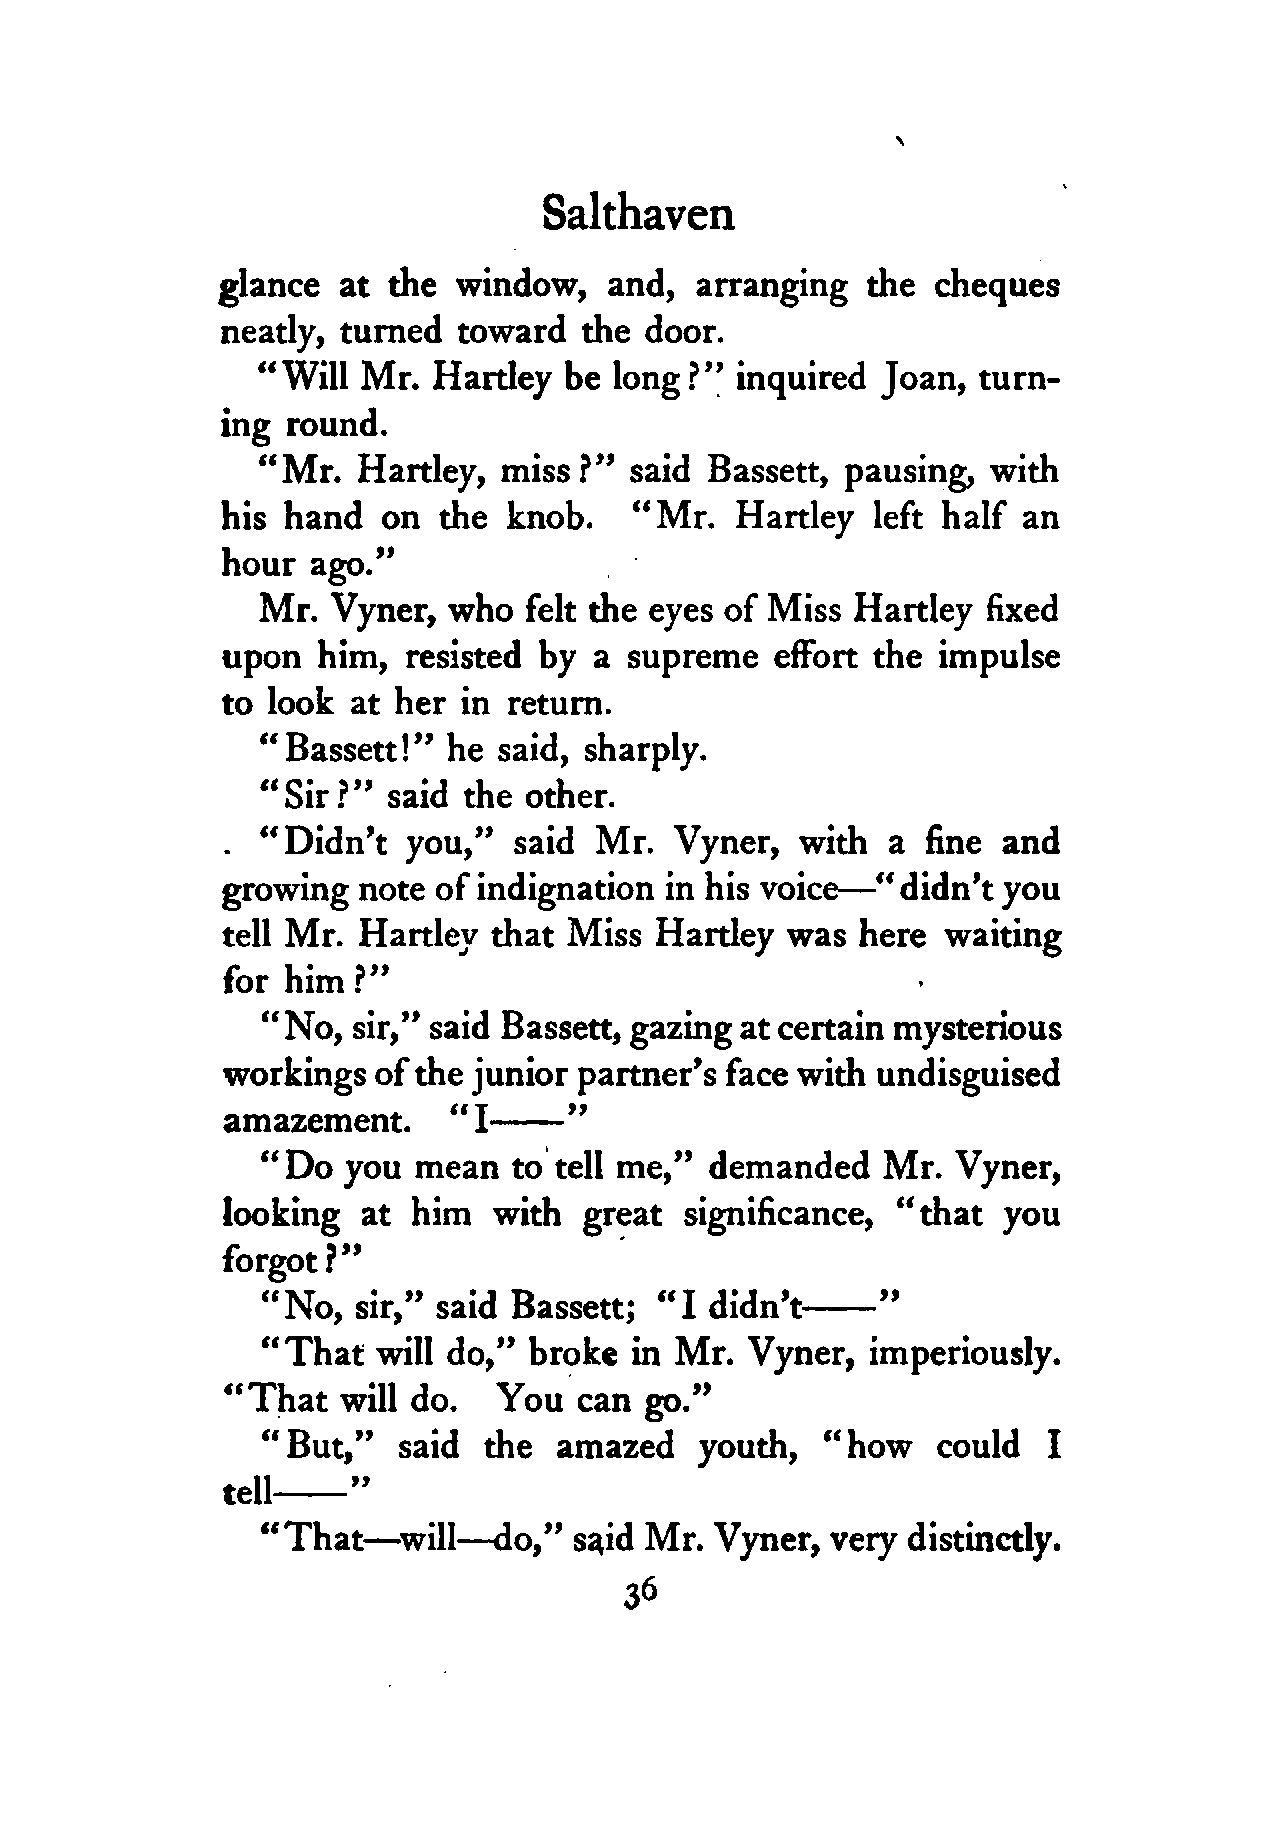 Salthaven
glance at the window, and, arranging the cheques
neatly, turned toward the door.
"Will Mr. Hartley be long?" inquired Joan, turn-
ing round.
"Mr. Hartley, miss?" said Bassett, pausing, with
his hand on the knob. "Mr. Hartley left half an
hour ago."
Mr. Vyner, who felt the eyes of Miss Hartley fixed
upon him, resisted by a supreme effort the impulse
to look at her in return.
"Bassett!" he said, sharply.
"Sir?" said the other.
"Didn't you," said Mr. Vyner, with a fine and
growing note of indignation in his voice—"didn't you
tell Mr. Hartley that Miss Hartley was here waiting
for him?"
"No, sir," said Bassett, gazing at certain mysterious
workings of the junior partner's face with undisguised
amazement. "I——"
"Do you mean to tell me," demanded Mr. Vyner,
looking at him with great significance, "that you
forgot?"
"No, sir," said Bassett; "I didn't——"
"That will do," broke in Mr. Vyner, imperiously.
"That will do. You can go."
"But," said the amazed youth, "how could I
tell——"
"That—will—do," said Mr. Vyner, very distinctly.
36